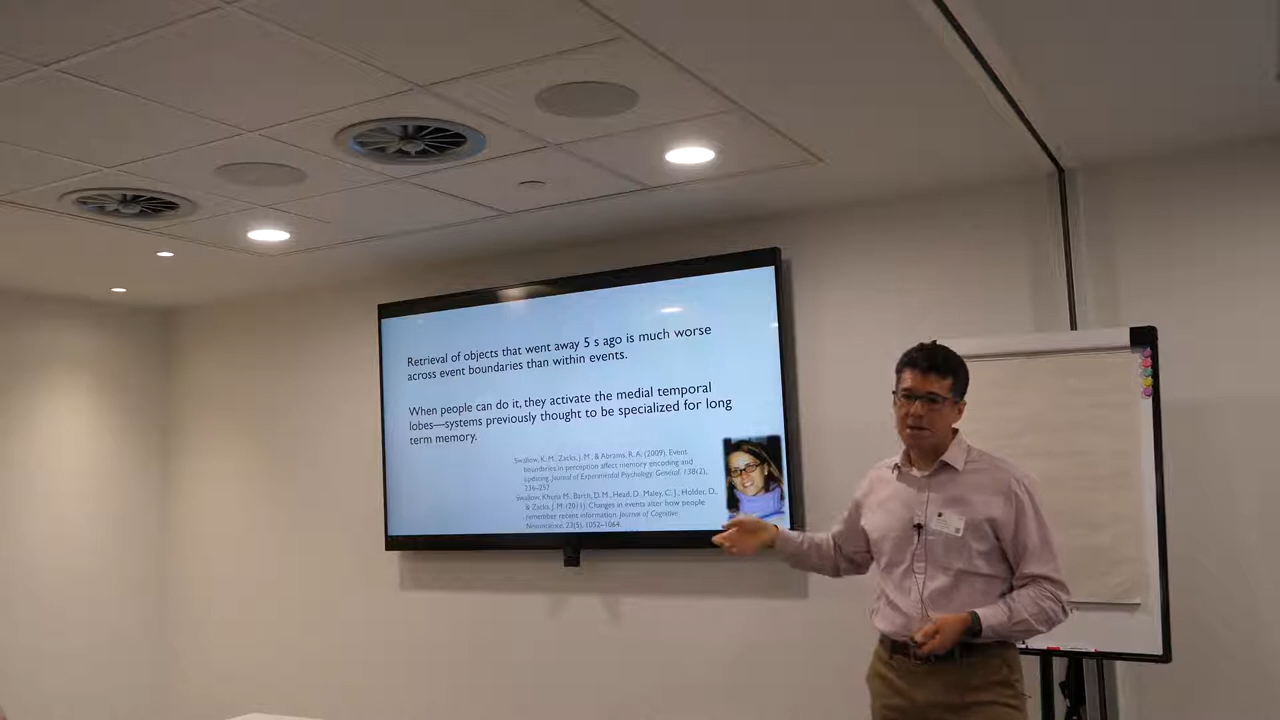 Retrieval of objects that went away 5 s ago is much worse
across event boundaries than within events.
When people can do it, they activate the medial temporal
lobes—systems previously thought to be specialized for long
term memory.
Swallow, K. M., Zacks, J. M., & Abrams, R. A. (2009). Event
boundaries in perception affect memory encoding and
updating. Journal of Experimental Psychology: General, 138(2),
236–257.
Swallow, Khena M., Barch, D. M., Head, D., Maley, C. J., Holder, D.,
& Zacks, J. M. (2011). Changes in events alter how people
remember recent information. Journal of Cognitive
Neuroscience, 23(5), 1052–1064.